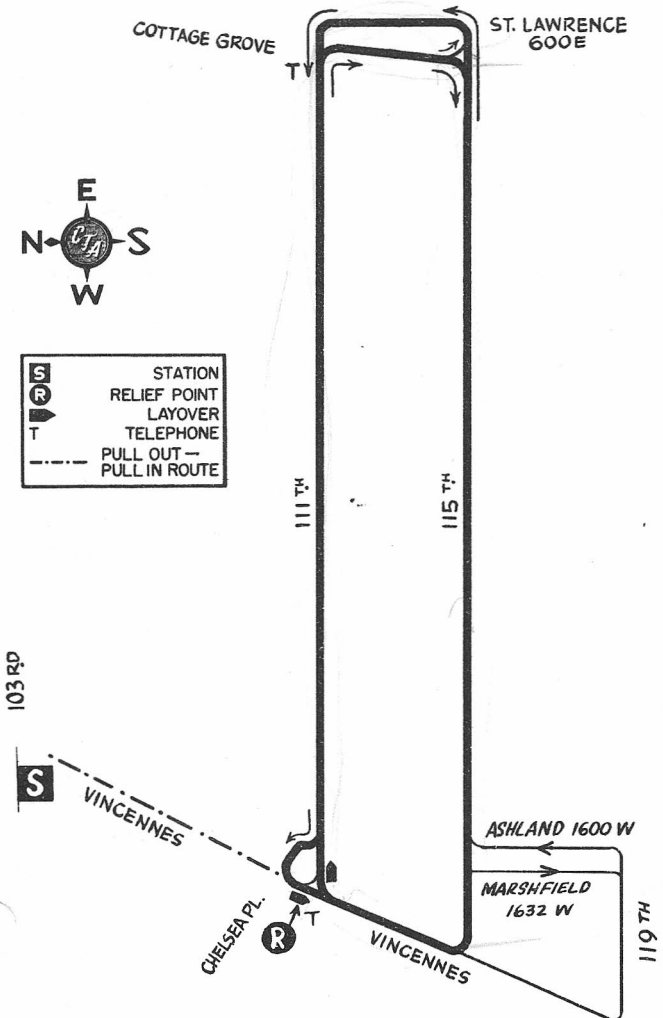 COTTAGE GROVE
ST. LAWRENCE
600E
T
E
N
CTA
S
W
S STATION
R RELIEF POINT
LAYOVER
T TELEPHONE
PULL OUT —
PULL IN ROUTE
111TH
115TH
103RD
S
VINCENNES
ASHLAND 1600 W
MARSHFIELD
1632 W
119TH
CHELSEA PL.
T
R
VINCENNES